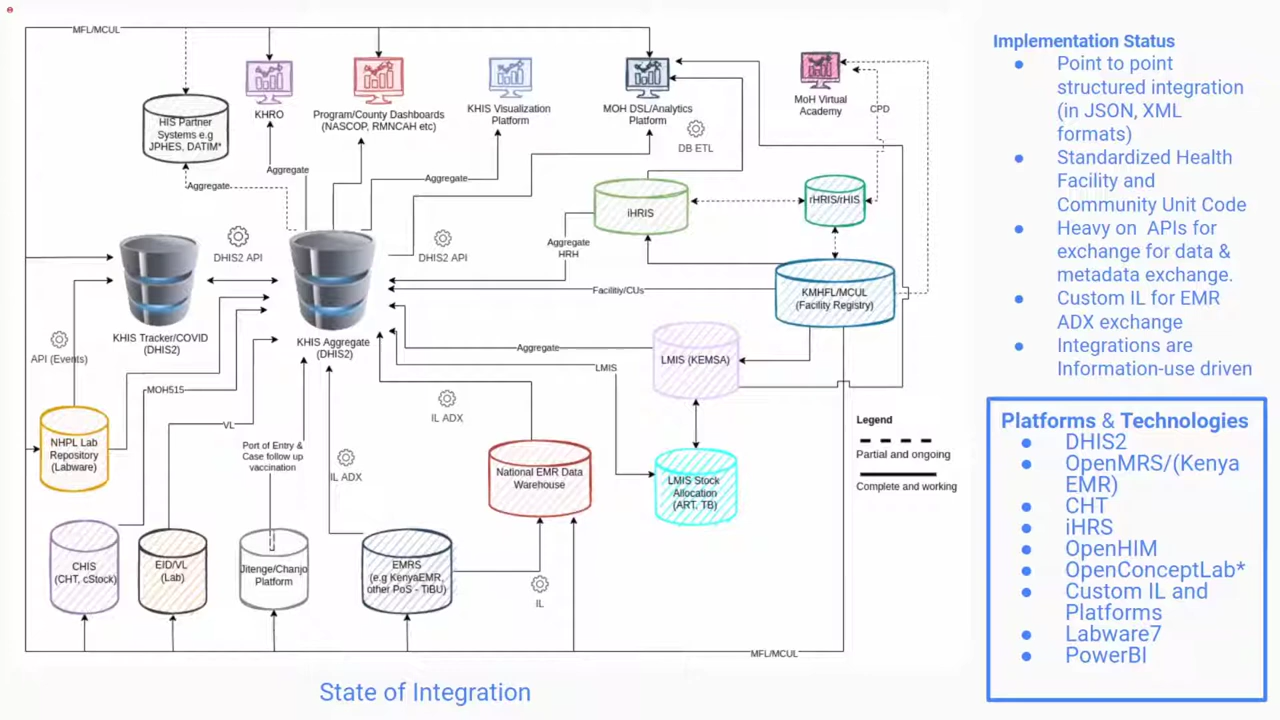 MFL/MCUL
KHRO
Program/County Dashboards
(NASCOP, RMNCAH etc)
KHIS Visualization
Platform
MOH DSL/Analytics
Platform
MoH Virtual
Academy
CPD
HIS Partner
Systems e.g
JPHES, DATIM*
DB ETL
Aggregate
Aggregate
Aggregate
iHRIS
rHRIS/rHIS
DHIS2 API
DHIS2 API
Aggregate
HRH
Facilitiy/CUs
KMHFL/MCUL
(Facility Registry)
KHIS Tracker/COVID
(DHIS2)
KHIS Aggregate
(DHIS2)
API (Events)
Aggregate
LMIS (KEMSA)
LMIS
MOH515
IL ADX
VL
NHPL Lab
Repository
(Labware)
Port of Entry &
Case follow up
vaccination
IL ADX
National EMR Data
Warehouse
LMIS Stock
Allocation
(ART, TB)
Legend
Partial and ongoing
Complete and working
CHIS
(CHT, cStock)
EID/VL
(Lab)
Jitenge/Chanjo
Platform
EMRS
(e.g KenyaEMR,
other PoS - TIBU)
IL
MFL/MCUL
State of Integration
Implementation Status
● Point to point
structured integration
(in JSON, XML
formats)
● Standardized Health
Facility and
Community Unit Code
● Heavy on APIs for
exchange for data &
metadata exchange.
● Custom IL for EMR
ADX exchange
● Integrations are
Information-use driven
Platforms & Technologies
● DHIS2
● OpenMRS/(Kenya
EMR)
● CHT
● iHRS
● OpenHIM
● OpenConceptLab*
● Custom IL and
Platforms
● Labware7
● PowerBI